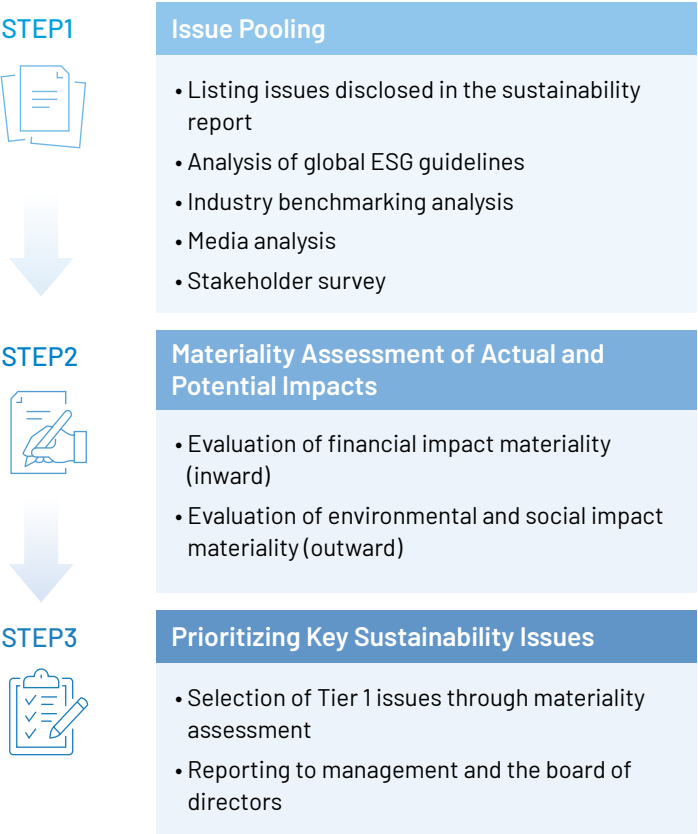 STEP1
Issue Pooling
• Listing issues disclosed in the sustainability
report
• Analysis of global ESG guidelines
• Industry benchmarking analysis
• Media analysis
• Stakeholder survey
STEP2
Materiality Assessment of Actual and
Potential Impacts
• Evaluation of financial impact materiality
(inward)
• Evaluation of environmental and social impact
materiality (outward)
STEP3
Prioritizing Key Sustainability Issues
• Selection of Tier 1 issues through materiality
assessment
• Reporting to management and the board of
directors